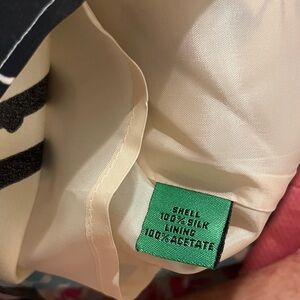 SHELL
100% SILK
LINING
100% ACETATE